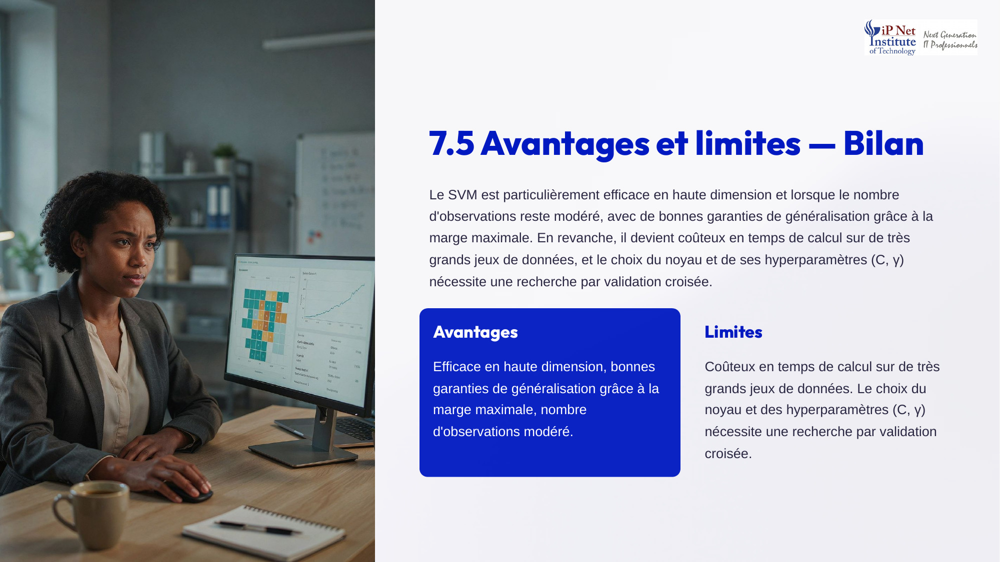 iP Net
Institute
of Technology
Next Generation
IT Professionnels
7.5 Avantages et limites — Bilan
Le SVM est particulièrement efficace en haute dimension et lorsque le nombre
d'observations reste modéré, avec de bonnes garanties de généralisation grâce à la
marge maximale. En revanche, il devient coûteux en temps de calcul sur de très
grands jeux de données, et le choix du noyau et de ses hyperparamètres (C, γ)
nécessite une recherche par validation croisée.
Avantages
Efficace en haute dimension, bonnes
garanties de généralisation grâce à la
marge maximale, nombre
d'observations modéré.
Limites
Coûteux en temps de calcul sur de très
grands jeux de données. Le choix du
noyau et des hyperparamètres (C, γ)
nécessite une recherche par validation
croisée.